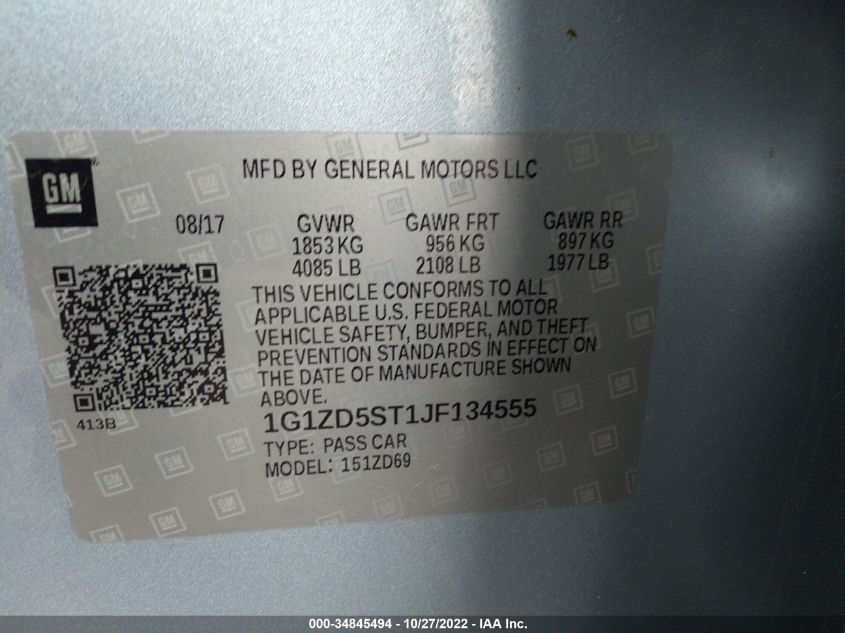 GM
MFD BY GENERAL MOTORS LLC
08/17 GVWR GAWR FRT GAWR RR
1853 KG 956 KG 897 KG
4085 LB 2108 LB 1977 LB
THIS VEHICLE CONFORMS TO ALL
APPLICABLE U.S. FEDERAL MOTOR
VEHICLE SAFETY, BUMPER, AND THEFT
PREVENTION STANDARDS IN EFFECT ON
THE DATE OF MANUFACTURE SHOWN
ABOVE.
413B
1G1ZD5ST1JF134555
TYPE: PASS CAR
MODEL: 151ZD69
000-34845494 | 10/27/2022 - IAA Inc.